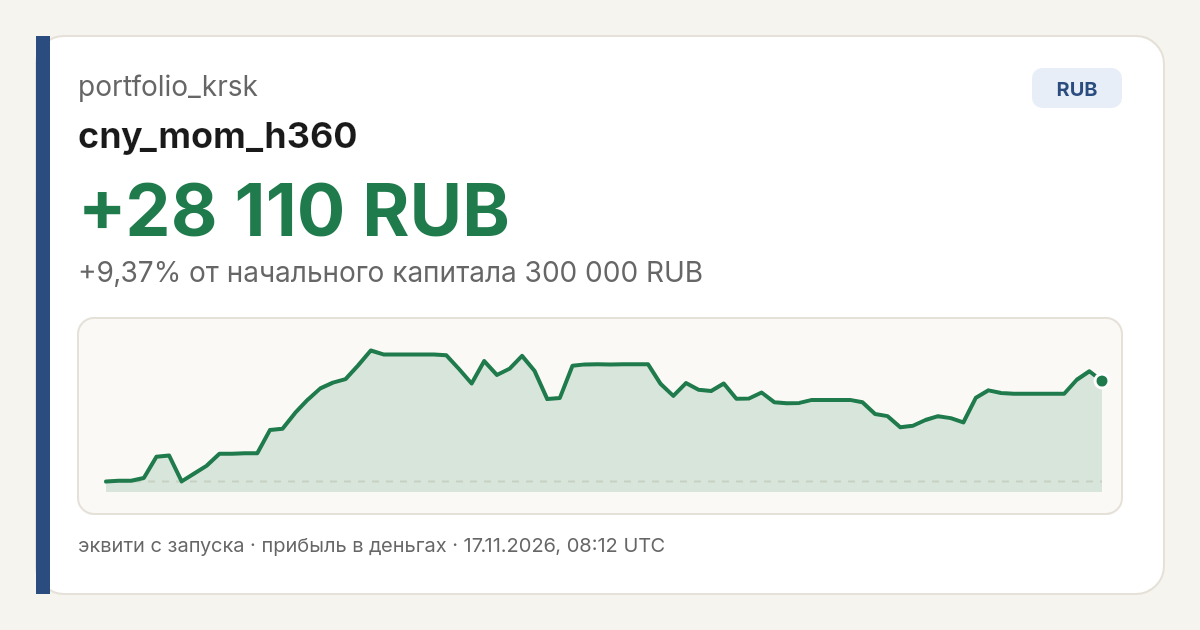 portfolio_krsk
RUB
cny_mom_h360
+28 110 RUB
+9,37% от начального капитала 300 000 RUB
эквити с запуска · прибыль в деньгах · 17.11.2026, 08:12 UTC